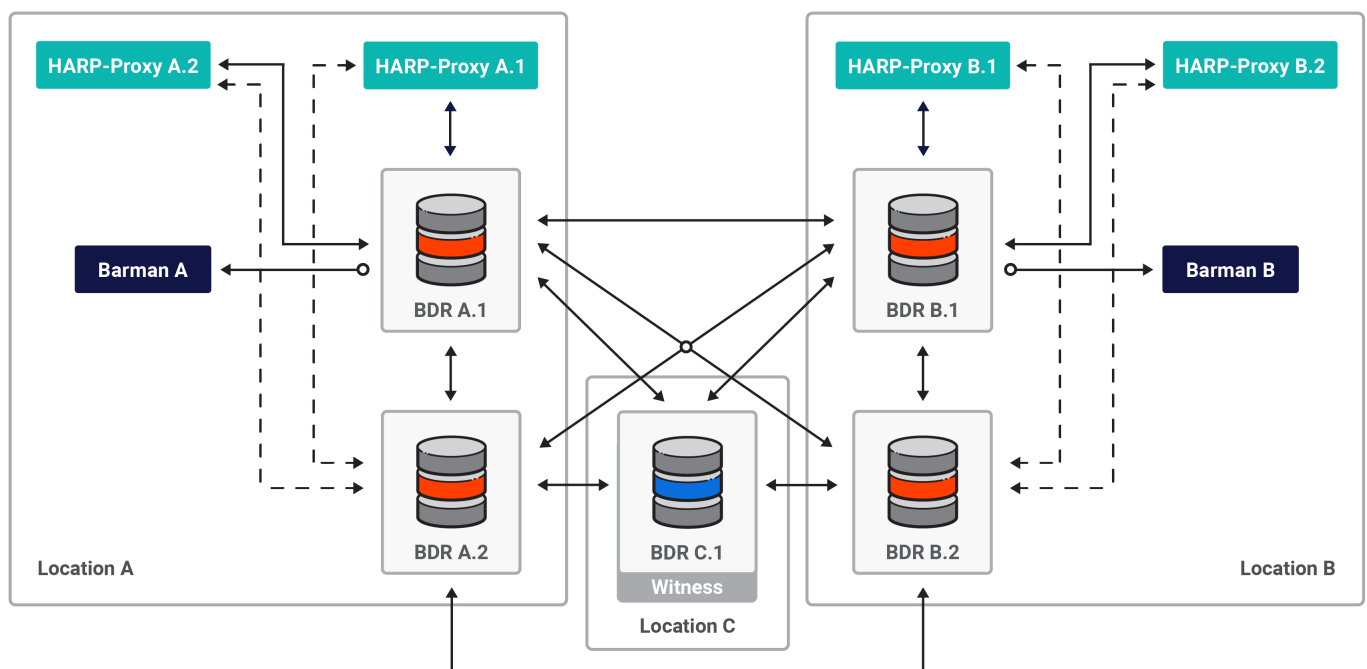 HARP-Proxy A.2
HARP-Proxy A.1
HARP-Proxy B.1
HARP-Proxy B.2
Barman A
BDR A.1
BDR B.1
Barman B
BDR A.2
BDR C.1
BDR B.2
Witness
Location A
Location C
Location B